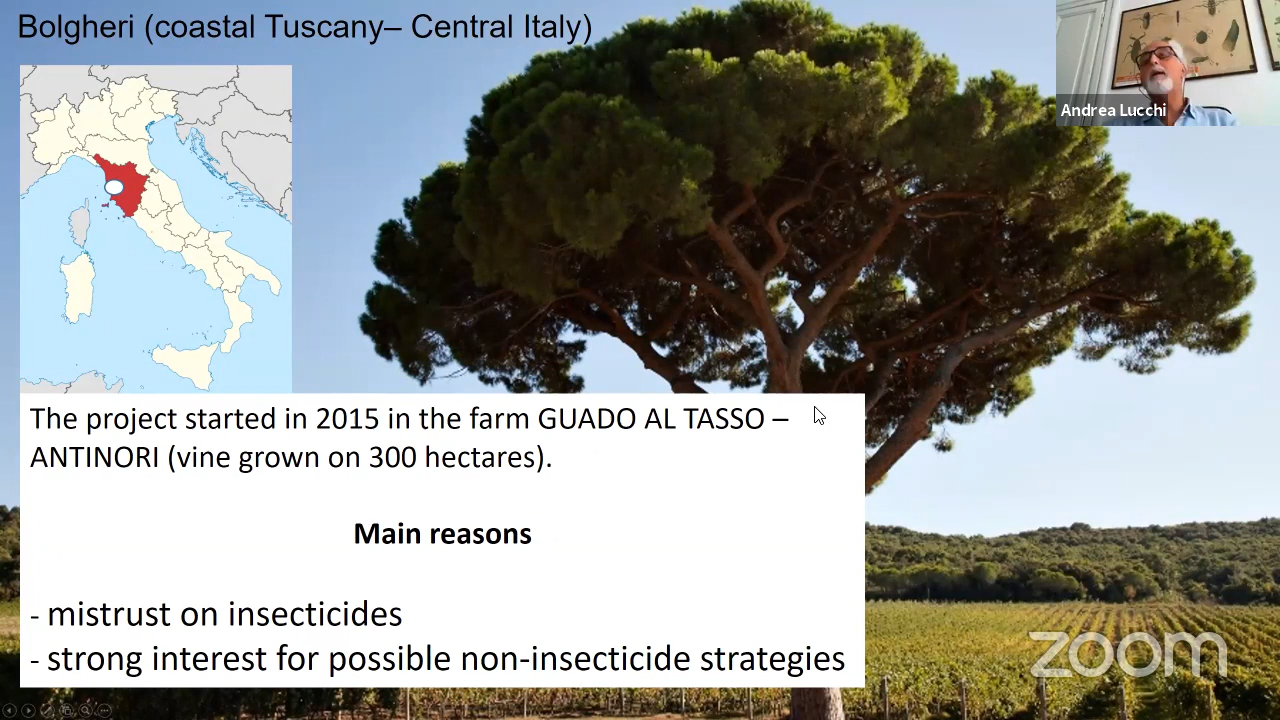 Bolgheri (coastal Tuscany– Central Italy)
Andrea Lucchi
The project started in 2015 in the farm GUADO AL TASSO –
ANTINORI (vine grown on 300 hectares).
Main reasons
- mistrust on insecticides
- strong interest for possible non-insecticide strategies
zoom